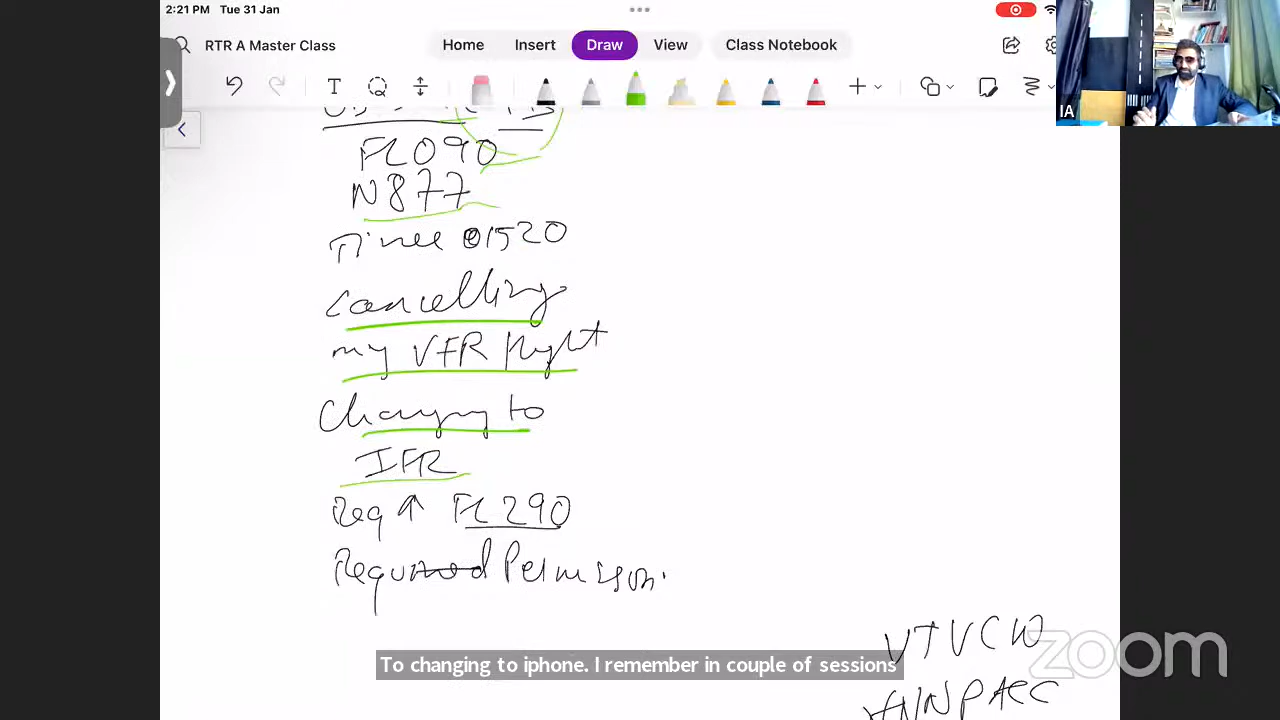 2:21 PM Tue 31 Jan
RTR A Master Class
Home Insert Draw View Class Notebook
T
IA
FL090
N877
Time 01520
Cancelling
my VFR flight
Changing to
IFR
Req ↑ FL 290
Required Permission
VTVCW
zoom
To changing to iphone. I remember in couple of sessions